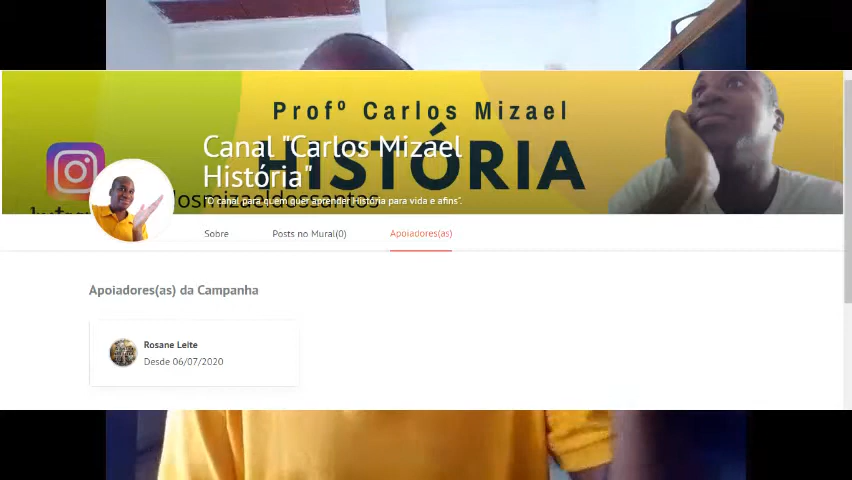 Profº Carlos Mizael
HISTÓRIA
Canal "Carlos Mizael
História"
"O canal para quem quer aprender História para vida e afins".
Sobre
Posts no Mural(0)
Apoiadores(as)
Apoiadores(as) da Campanha
Rosane Leite
Desde 06/07/2020